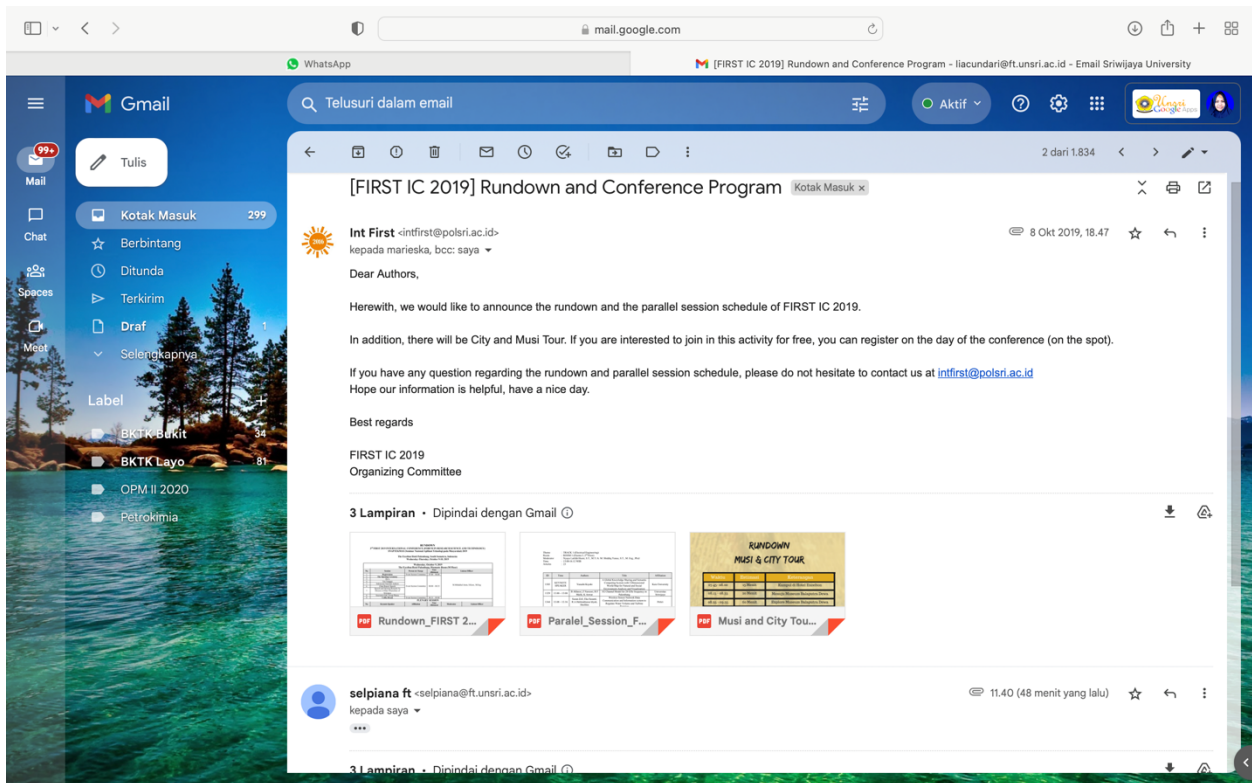 mail.google.com
WhatsApp
[FIRST IC 2019] Rundown and Conference Program - liacundari@ft.unsri.ac.id - Email Sriwijaya University
Gmail
Telusuri dalam email
Aktif
Unsri
Google Apps
99+
Mail
Chat
Spaces
Meet
Tulis
Kotak Masuk 299
Berbintang
Ditunda
Terkirim
Draf 1
Selengkapnya
Label
BKTK Bukit 34
BKTK Layo 81
OPM II 2020
Petrokimia
2 dari 1.834
[FIRST IC 2019] Rundown and Conference Program Kotak Masuk x
Int First <intfirst@polsri.ac.id> 8 Okt 2019, 18.47
kepada marieska, bcc: saya
Dear Authors,
Herewith, we would like to announce the rundown and the parallel session schedule of FIRST IC 2019.
In addition, there will be City and Musi Tour. If you are interested to join in this activity for free, you can register on the day of the conference (on the spot).
If you have any question regarding the rundown and parallel session schedule, please do not hesitate to contact us at intfirst@polsri.ac.id
Hope our information is helpful, have a nice day.
Best regards
FIRST IC 2019
Organizing Committee
3 Lampiran • Dipindai dengan Gmail
RUNDOWN
MUSI & CITY TOUR
PDF Rundown_FIRST 2...
PDF Paralel_Session_F...
PDF Musi and City Tou...
selpiana ft <selpiana@ft.unsri.ac.id> 11.40 (48 menit yang lalu)
kepada saya
3 Lampiran • Dipindai dengan Gmail